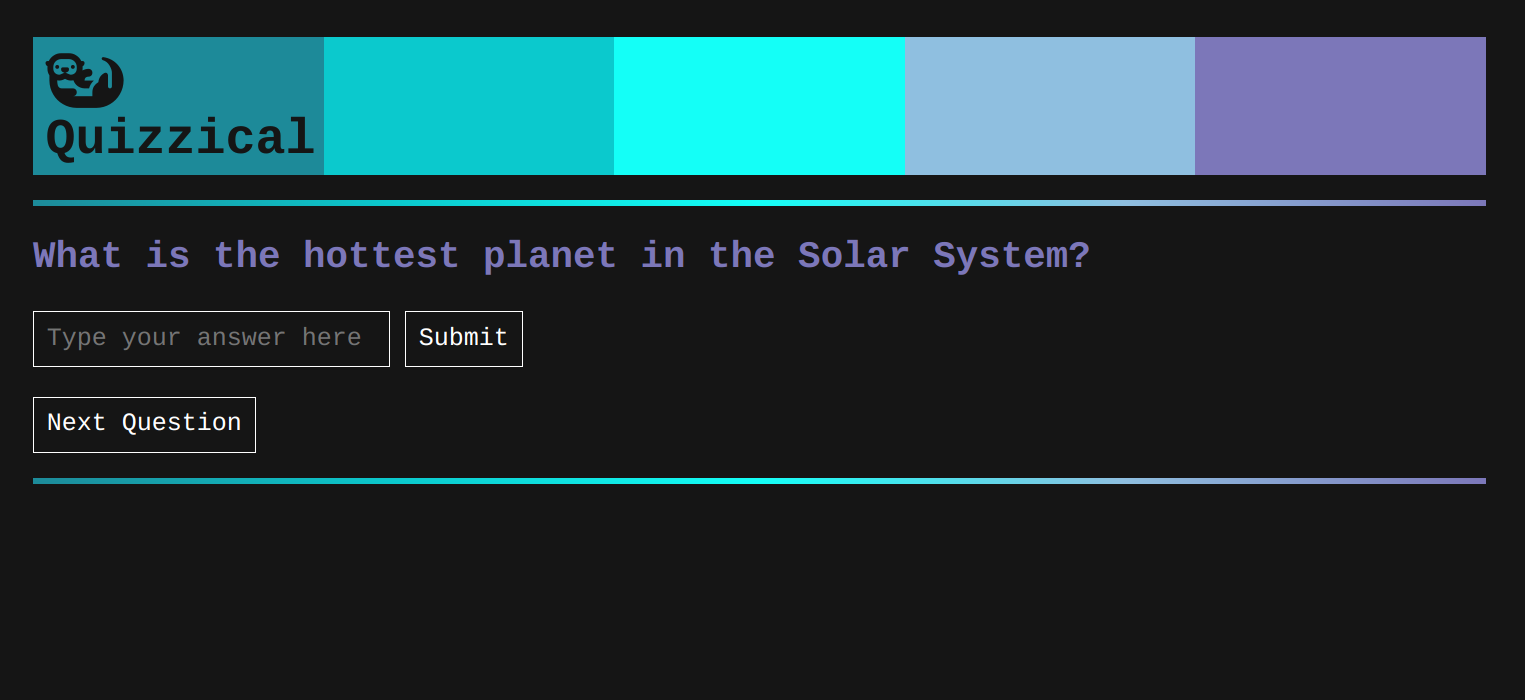 Quizzical
What is the hottest planet in the Solar System?
Type your answer here
Submit
Next Question